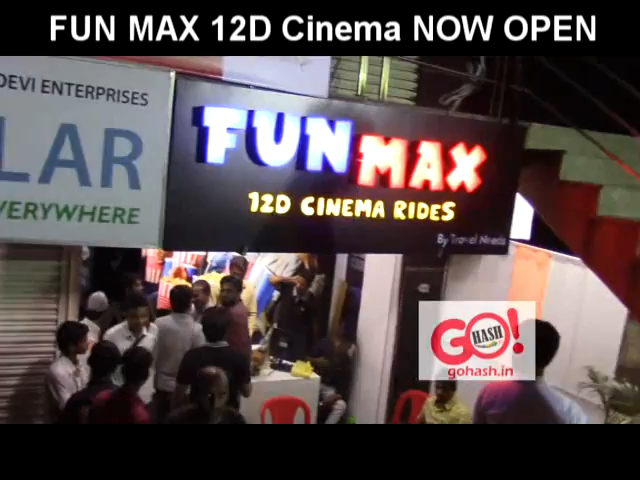 FUN MAX 12D Cinema NOW OPEN
DEVI ENTERPRISES
LAR
EVERYWHERE
FUN MAX
12D CINEMA RIDES
By Travel Needs
GO!
HASH
gohash.in